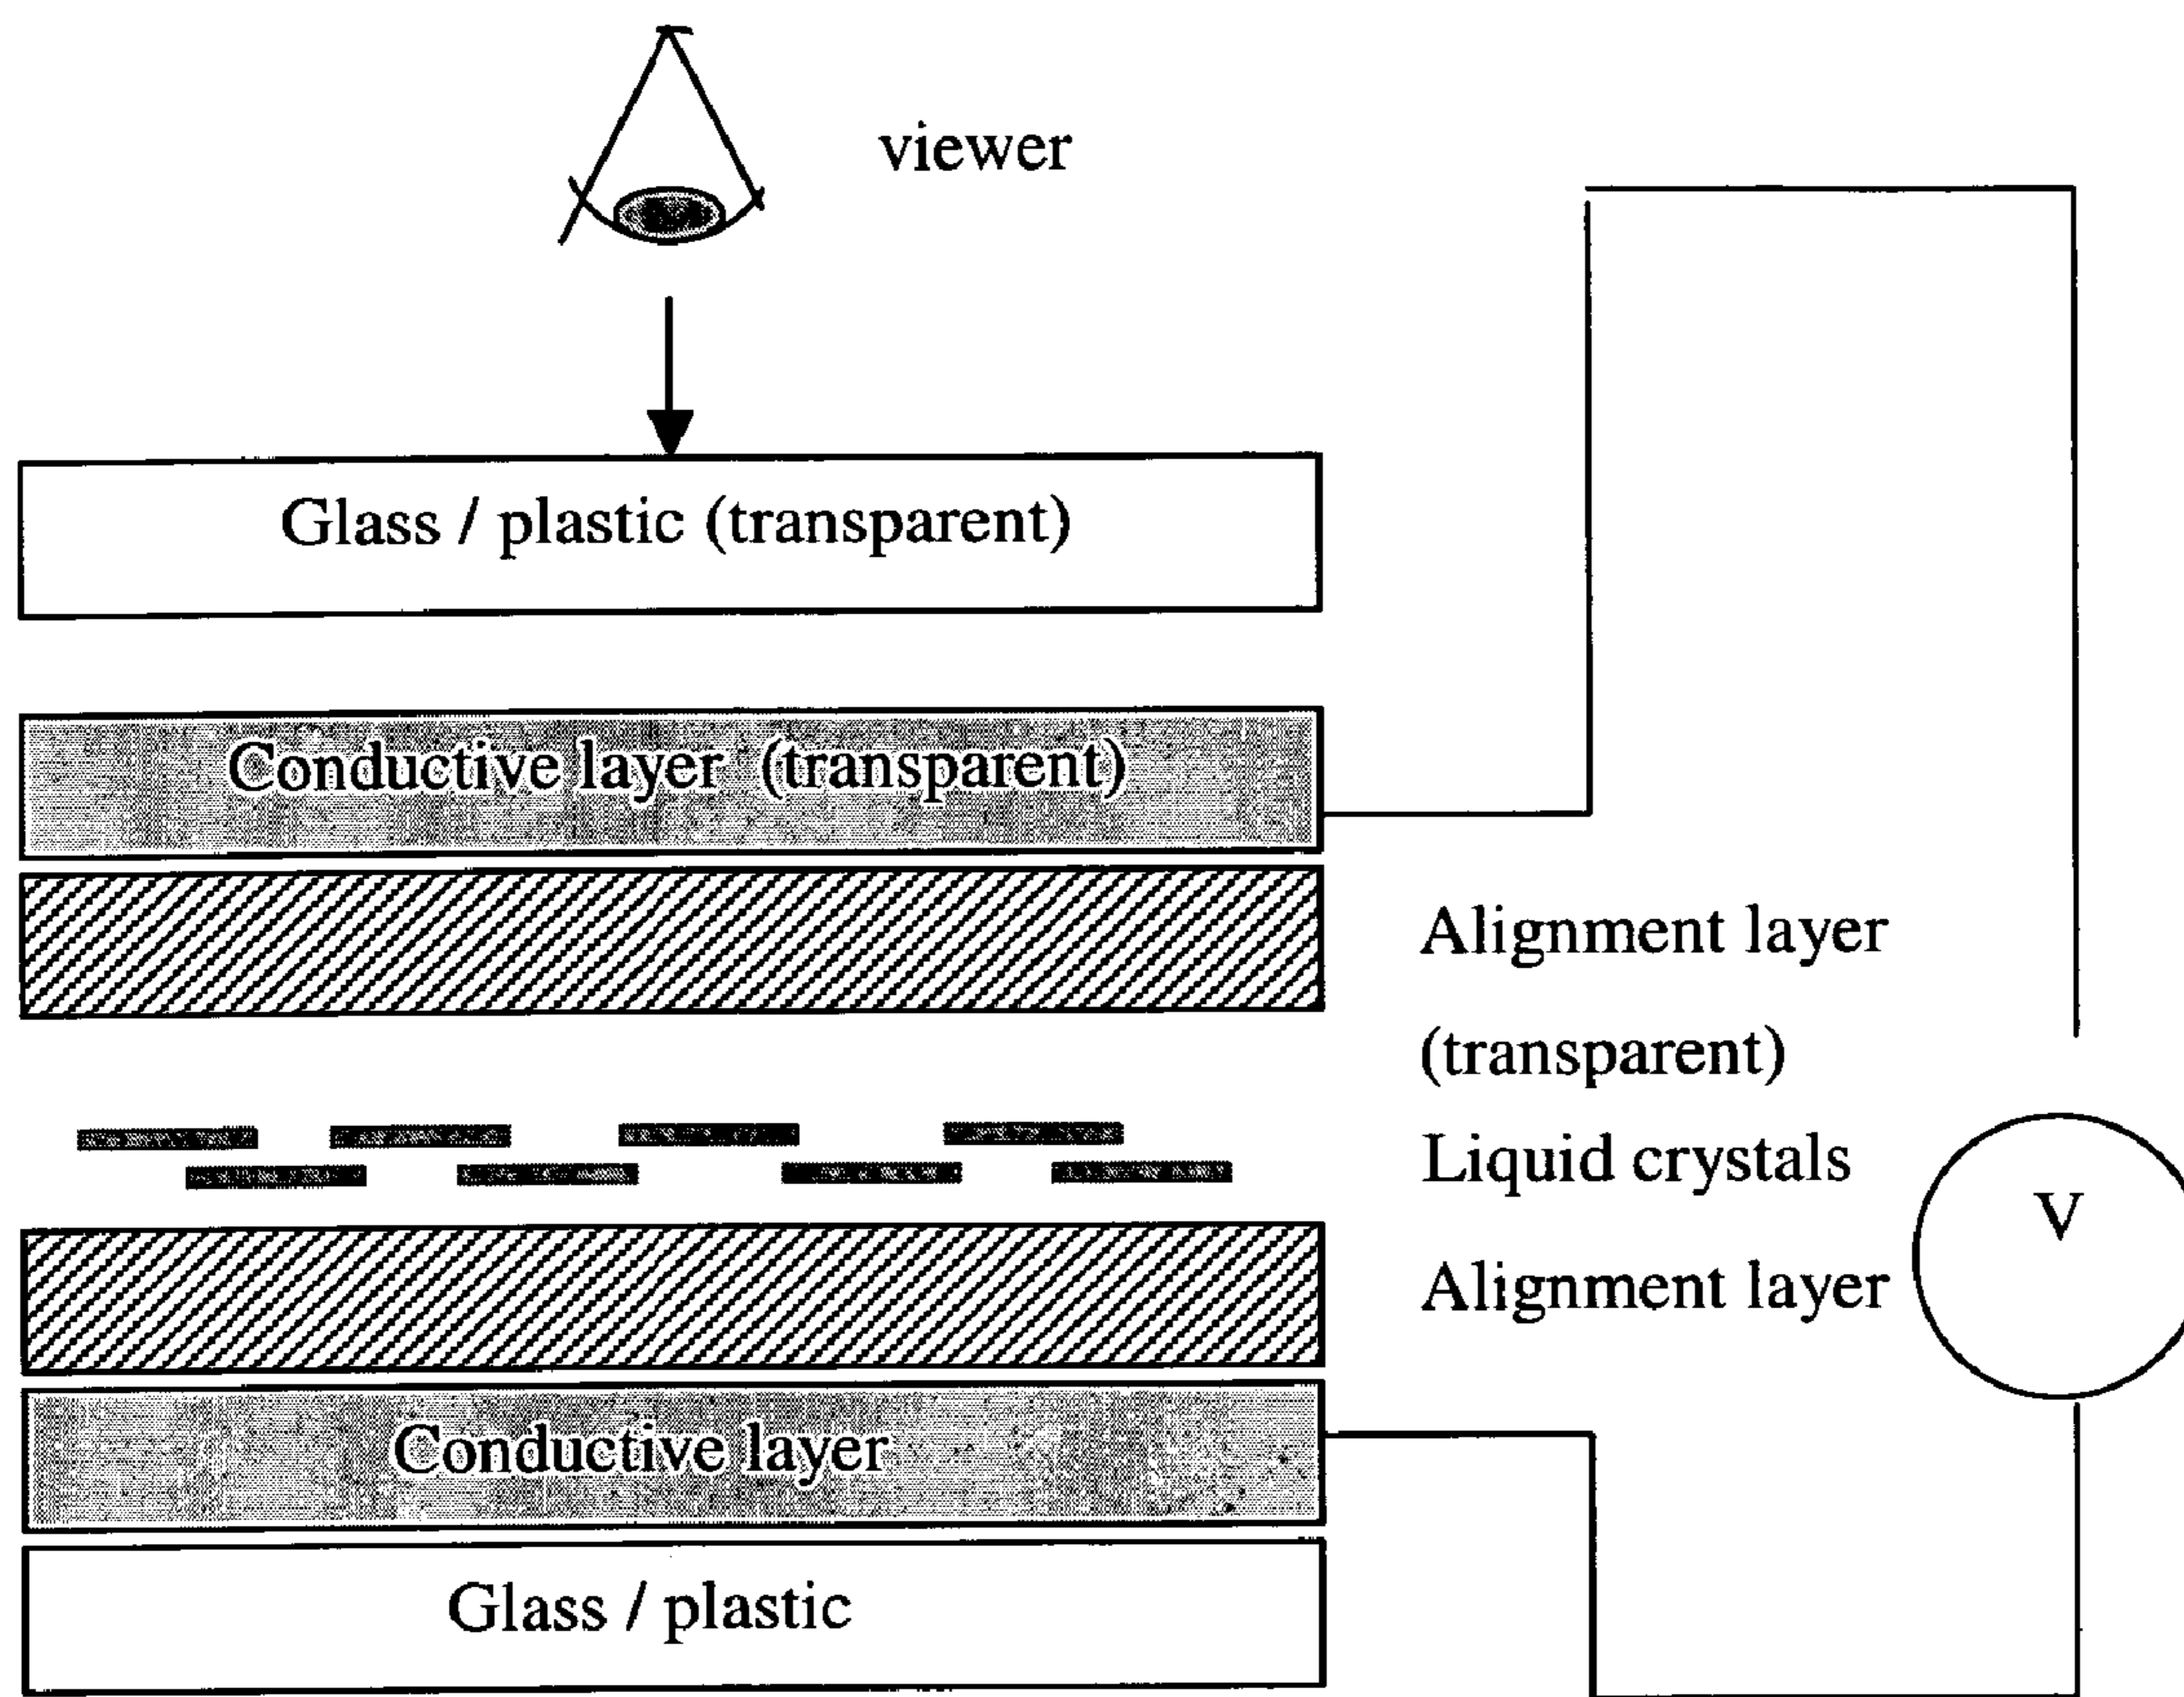 viewer
Glass / plastic (transparent)
Conductive layer (transparent)
Alignment layer
(transparent)
Liquid crystals
V
Alignment layer
Conductive layer
Glass / plastic